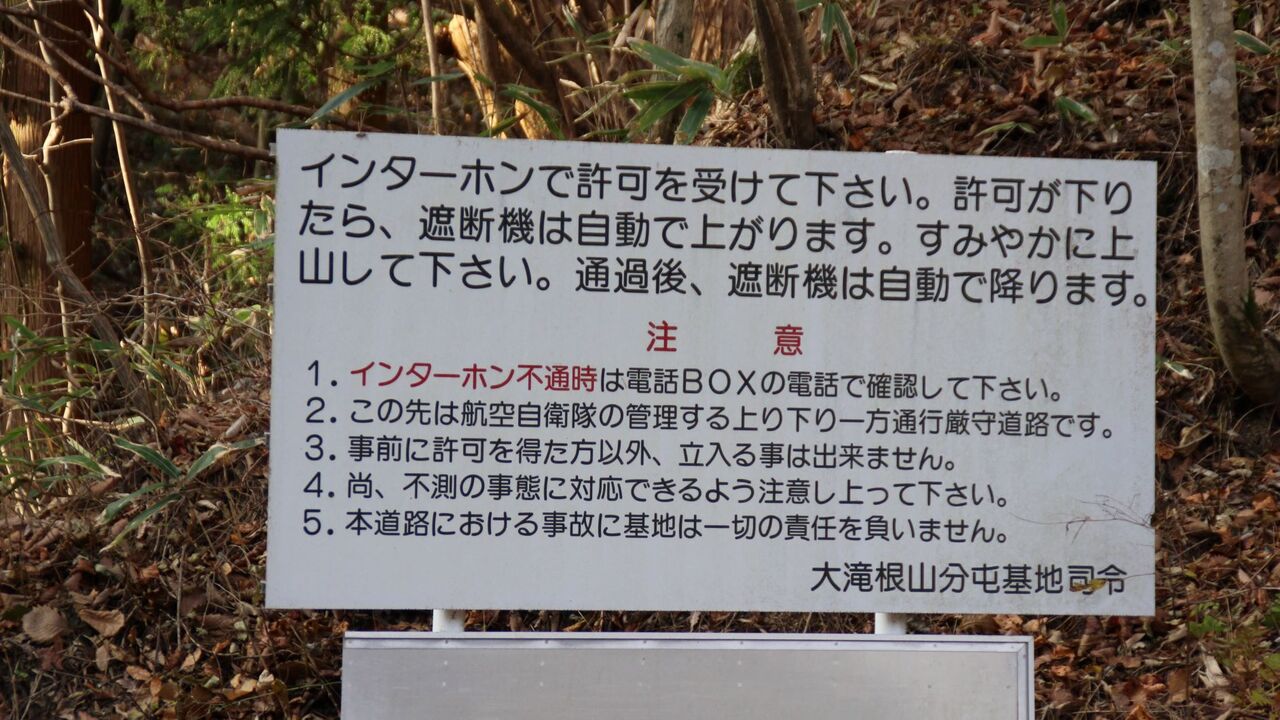 インターホンで許可を受けて下さい。許可が下り
たら、遮断機は自動で上がります。すみやかに上
山して下さい。通過後、遮断機は自動で降ります。
注 意
1. インターホン不通時は電話BOXの電話で確認して下さい。
2. この先は航空自衛隊の管理する上り下り一方通行厳守道路です。
3. 事前に許可を得た方以外、立入る事は出来ません。
4. 尚、不測の事態に対応できるよう注意し上って下さい。
5. 本道路における事故に基地は一切の責任を負いません。
大滝根山分屯基地司令